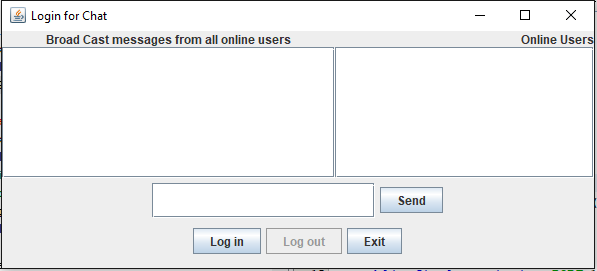 Login for Chat
Broad Cast messages from all online users
Online Users
Send
Log in
Log out
Exit